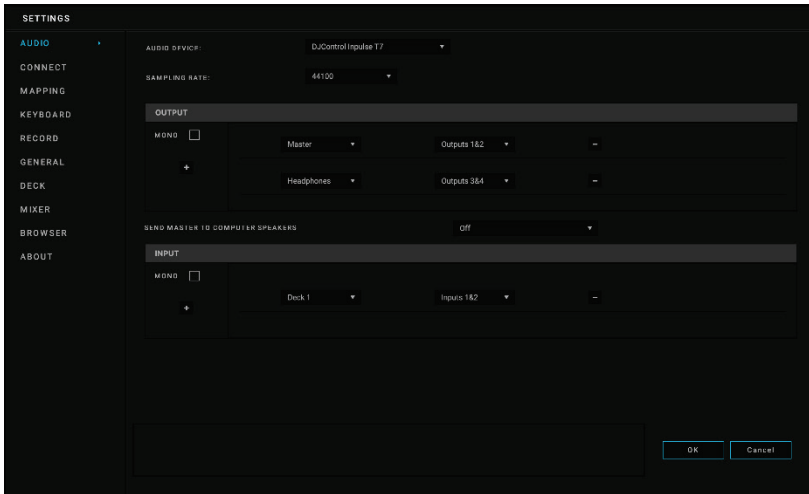 SETTINGS
AUDIO
CONNECT
MAPPING
KEYBOARD
RECORD
GENERAL
DECK
MIXER
BROWSER
ABOUT
AUDIO DEVICE: DJControl Inpulse T7
SAMPLING RATE: 44100
OUTPUT
MONO
+
Master Outputs 1&2 –
Headphones Outputs 3&4 –
SEND MASTER TO COMPUTER SPEAKERS Off
INPUT
MONO
+
Deck 1 Inputs 1&2 –
OK Cancel